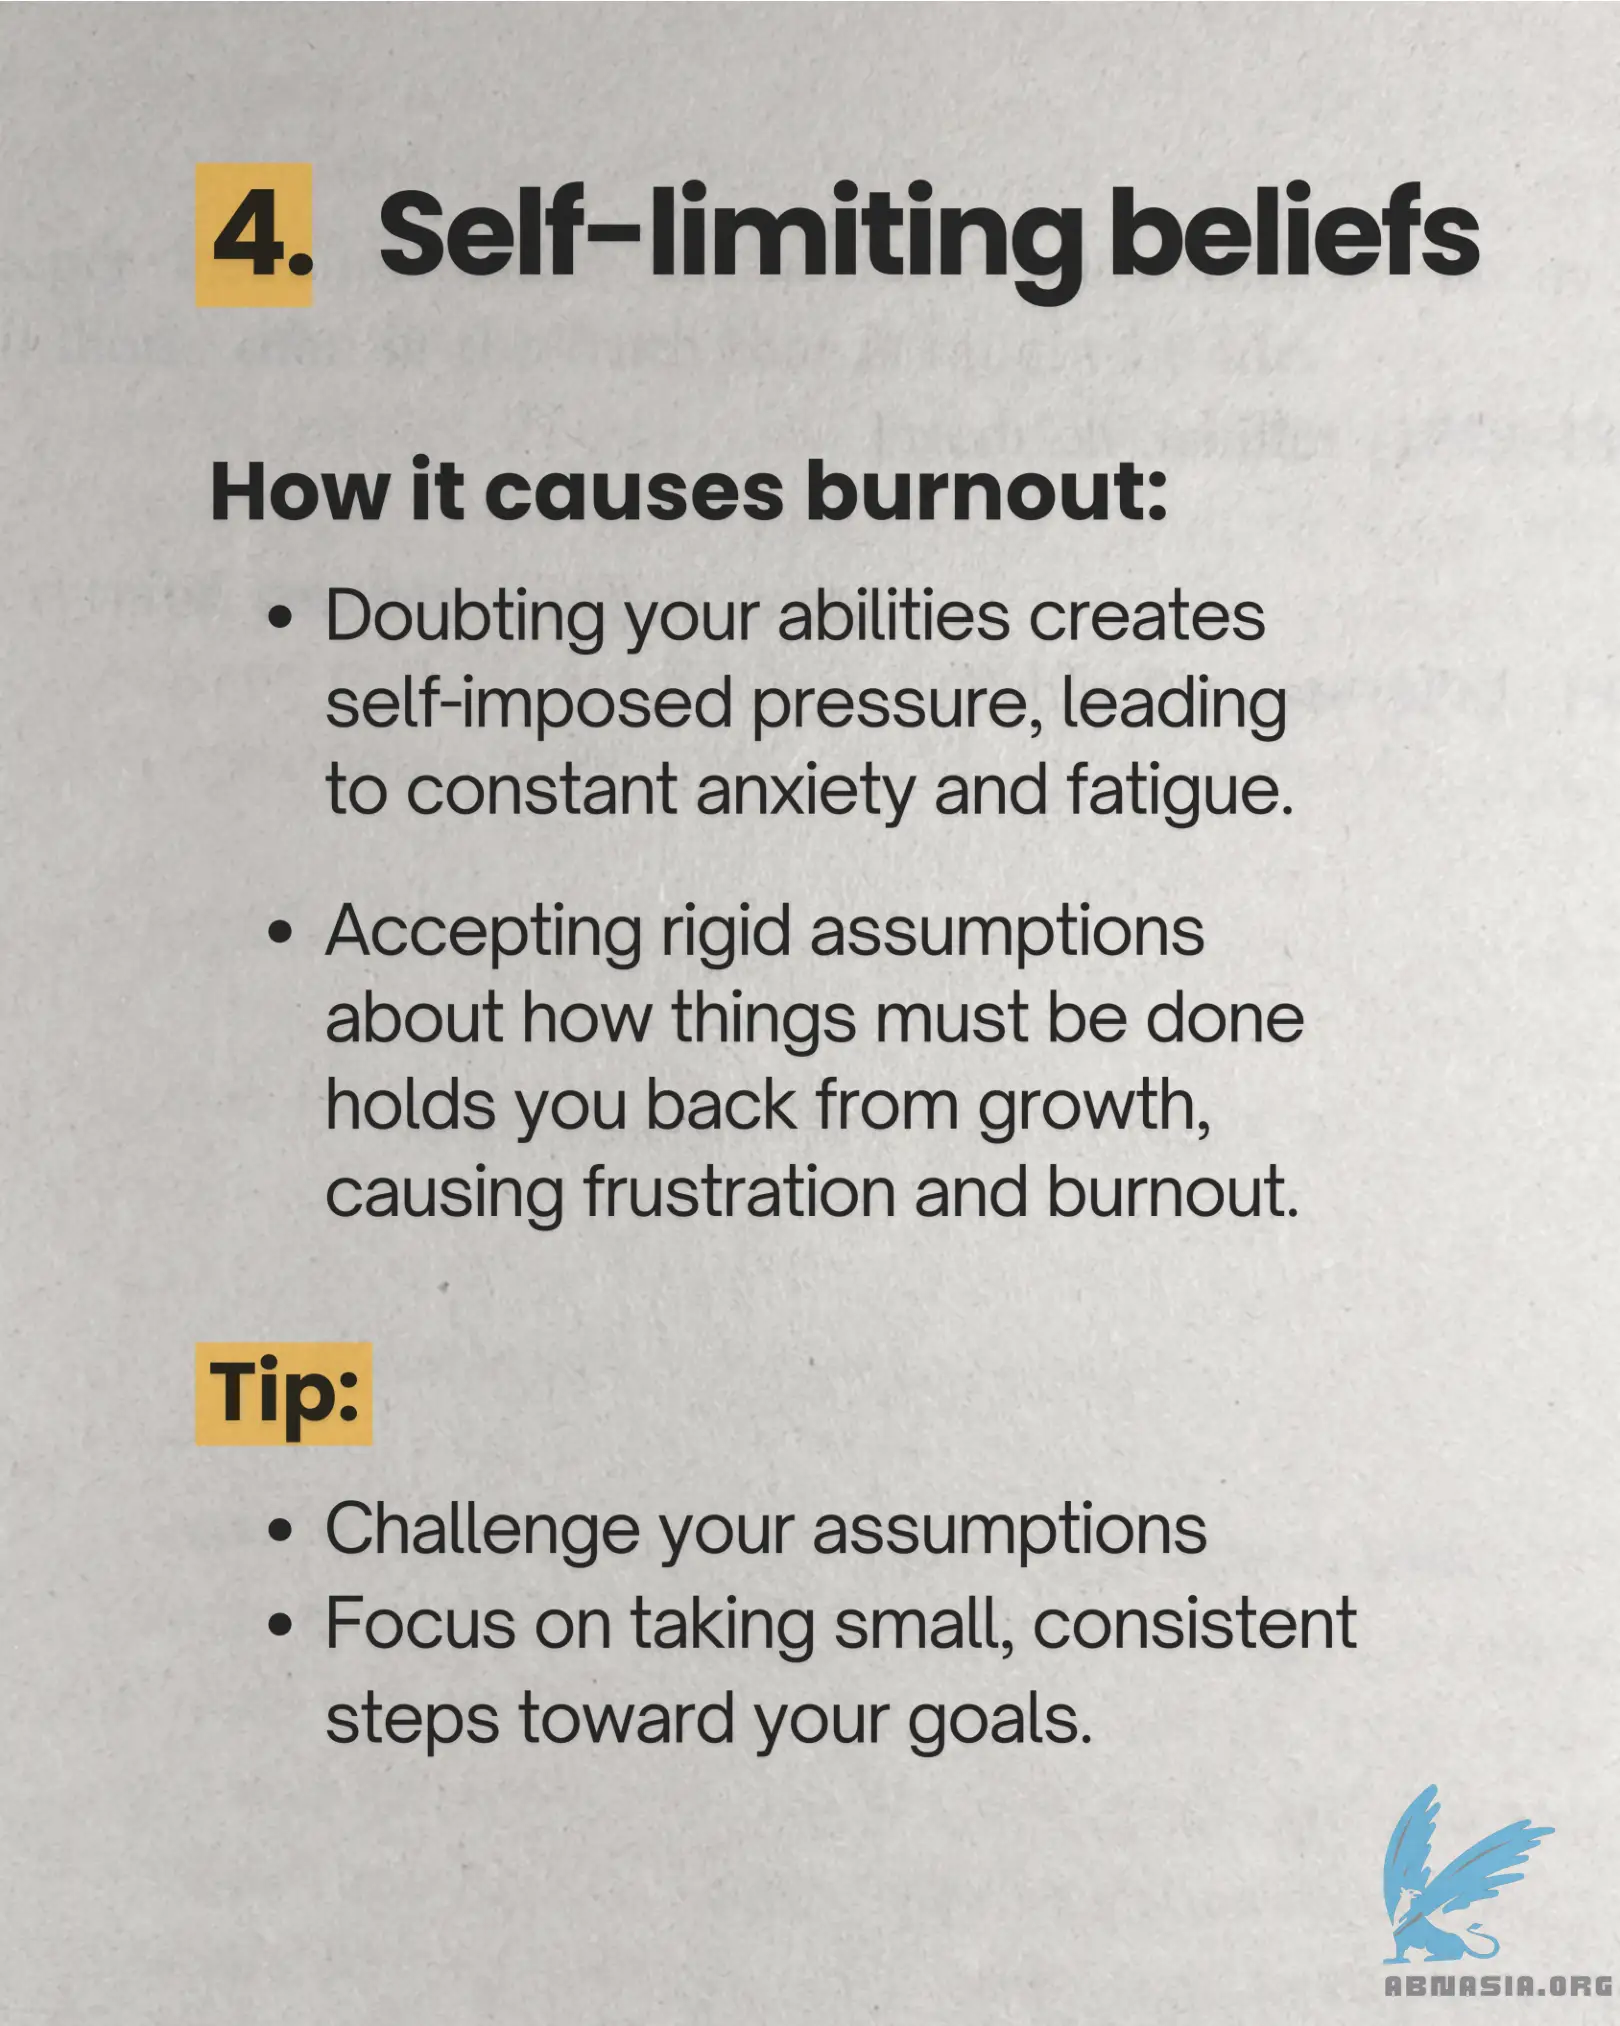 4. Self-limiting beliefs
How it causes burnout:
• Doubting your abilities creates
self-imposed pressure, leading
to constant anxiety and fatigue.
• Accepting rigid assumptions
about how things must be done
holds you back from growth,
causing frustration and burnout.
Tip:
• Challenge your assumptions
• Focus on taking small, consistent
steps toward your goals.
ABNASIA.ORG